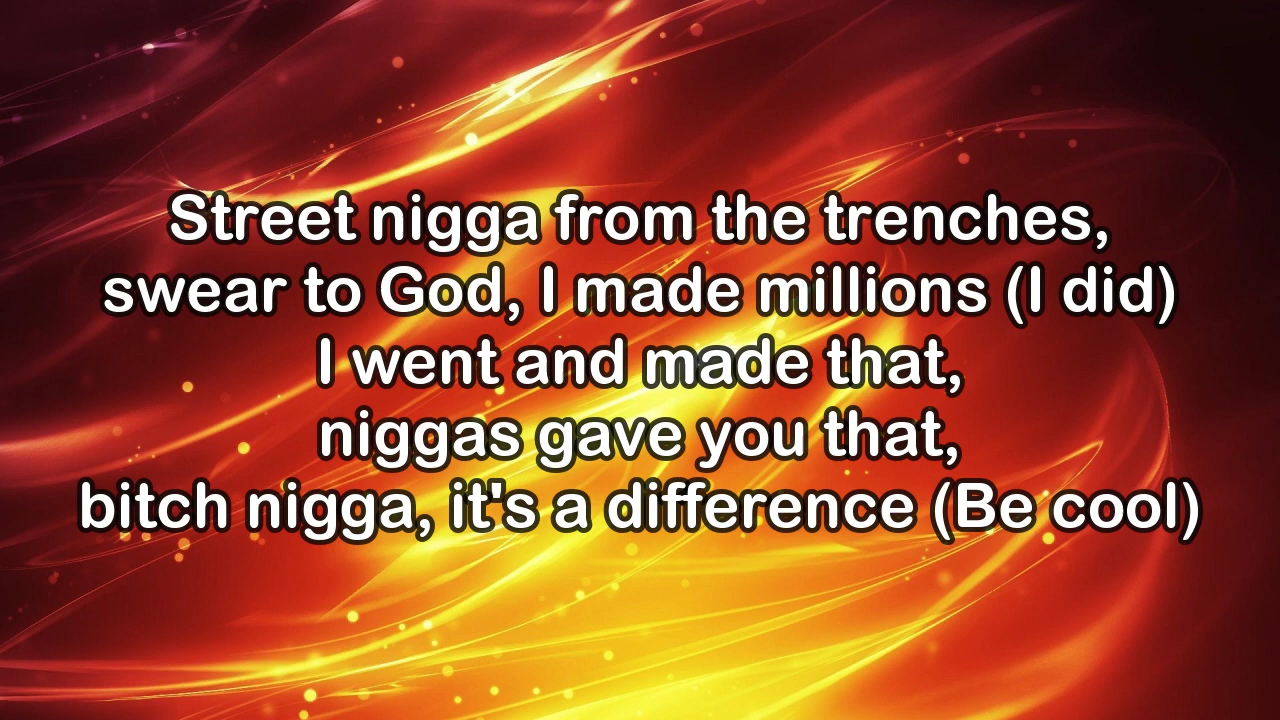 Street nigga from the trenches,
swear to God, I made millions (I did)
I went and made that,
niggas gave you that,
bitch nigga, it's a difference (Be cool)